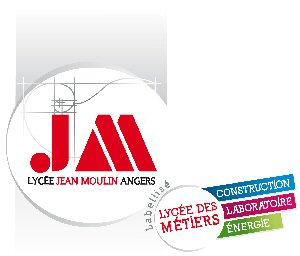 JM
LYCÉE JEAN MOULIN ANGERS
Labellisé
LYCÉE DES
MÉTIERS
CONSTRUCTION
LABORATOIRE
ÉNERGIE